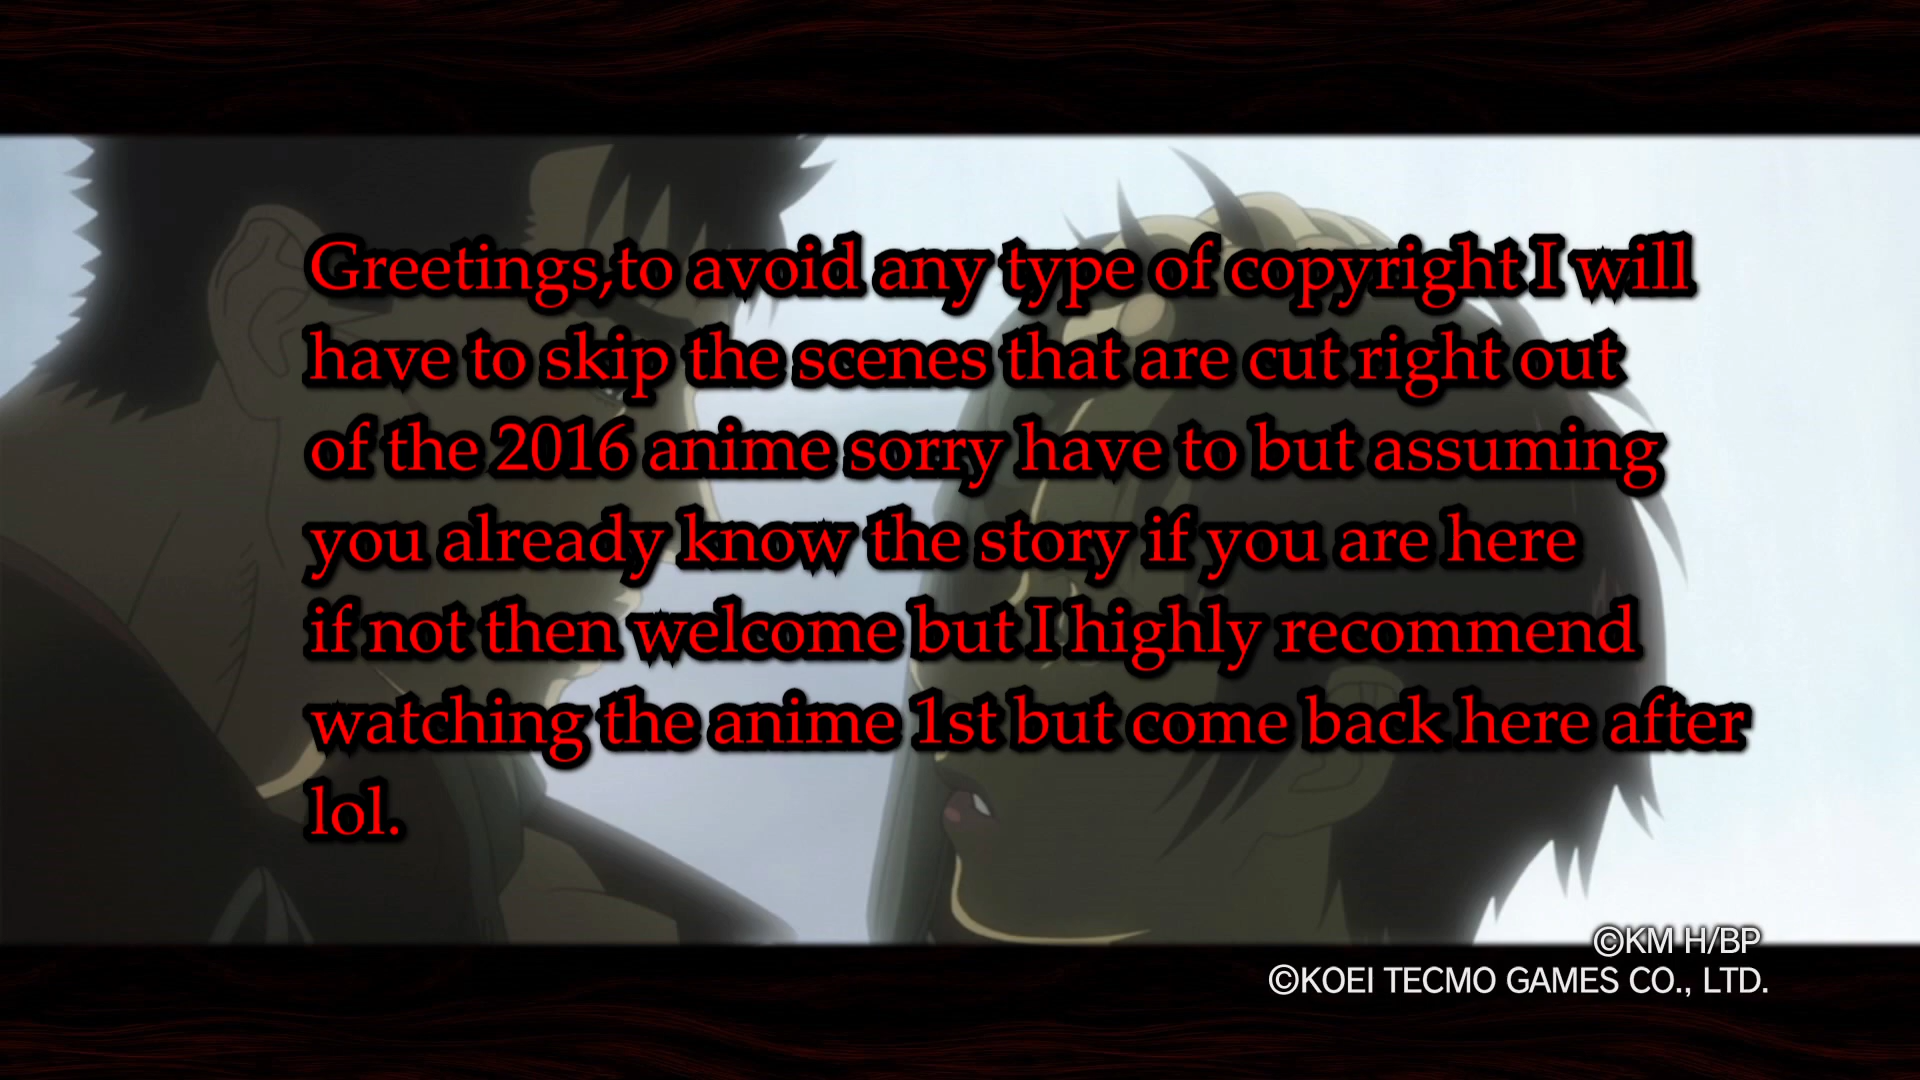 Greetings,to avoid any type of copyright I will
have to skip the scenes that are cut right out
of the 2016 anime sorry have to but assuming
you already know the story if you are here
if not then welcome but I highly recommend
watching the anime 1st but come back here after
lol.
©KM H/BP
©KOEI TECMO GAMES CO., LTD.